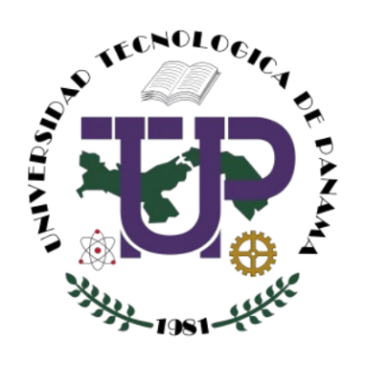 UNIVERSIDAD TECNOLOGICA DE PANAMA
UTP
1981